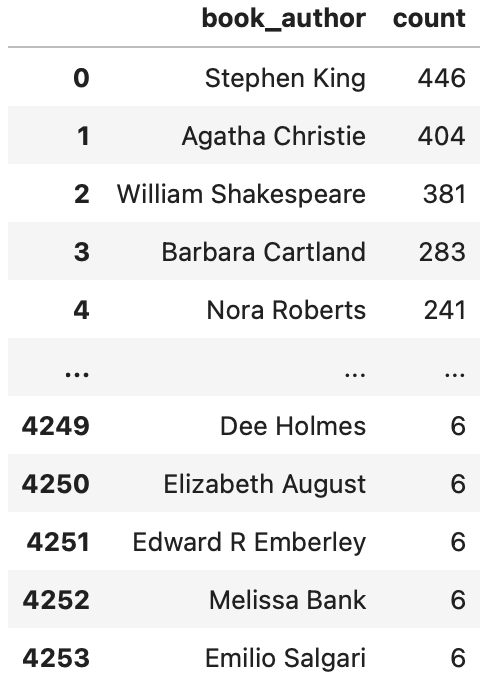 book_author count
0 Stephen King 446
1 Agatha Christie 404
2 William Shakespeare 381
3 Barbara Cartland 283
4 Nora Roberts 241
... ... ...
4249 Dee Holmes 6
4250 Elizabeth August 6
4251 Edward R Emberley 6
4252 Melissa Bank 6
4253 Emilio Salgari 6